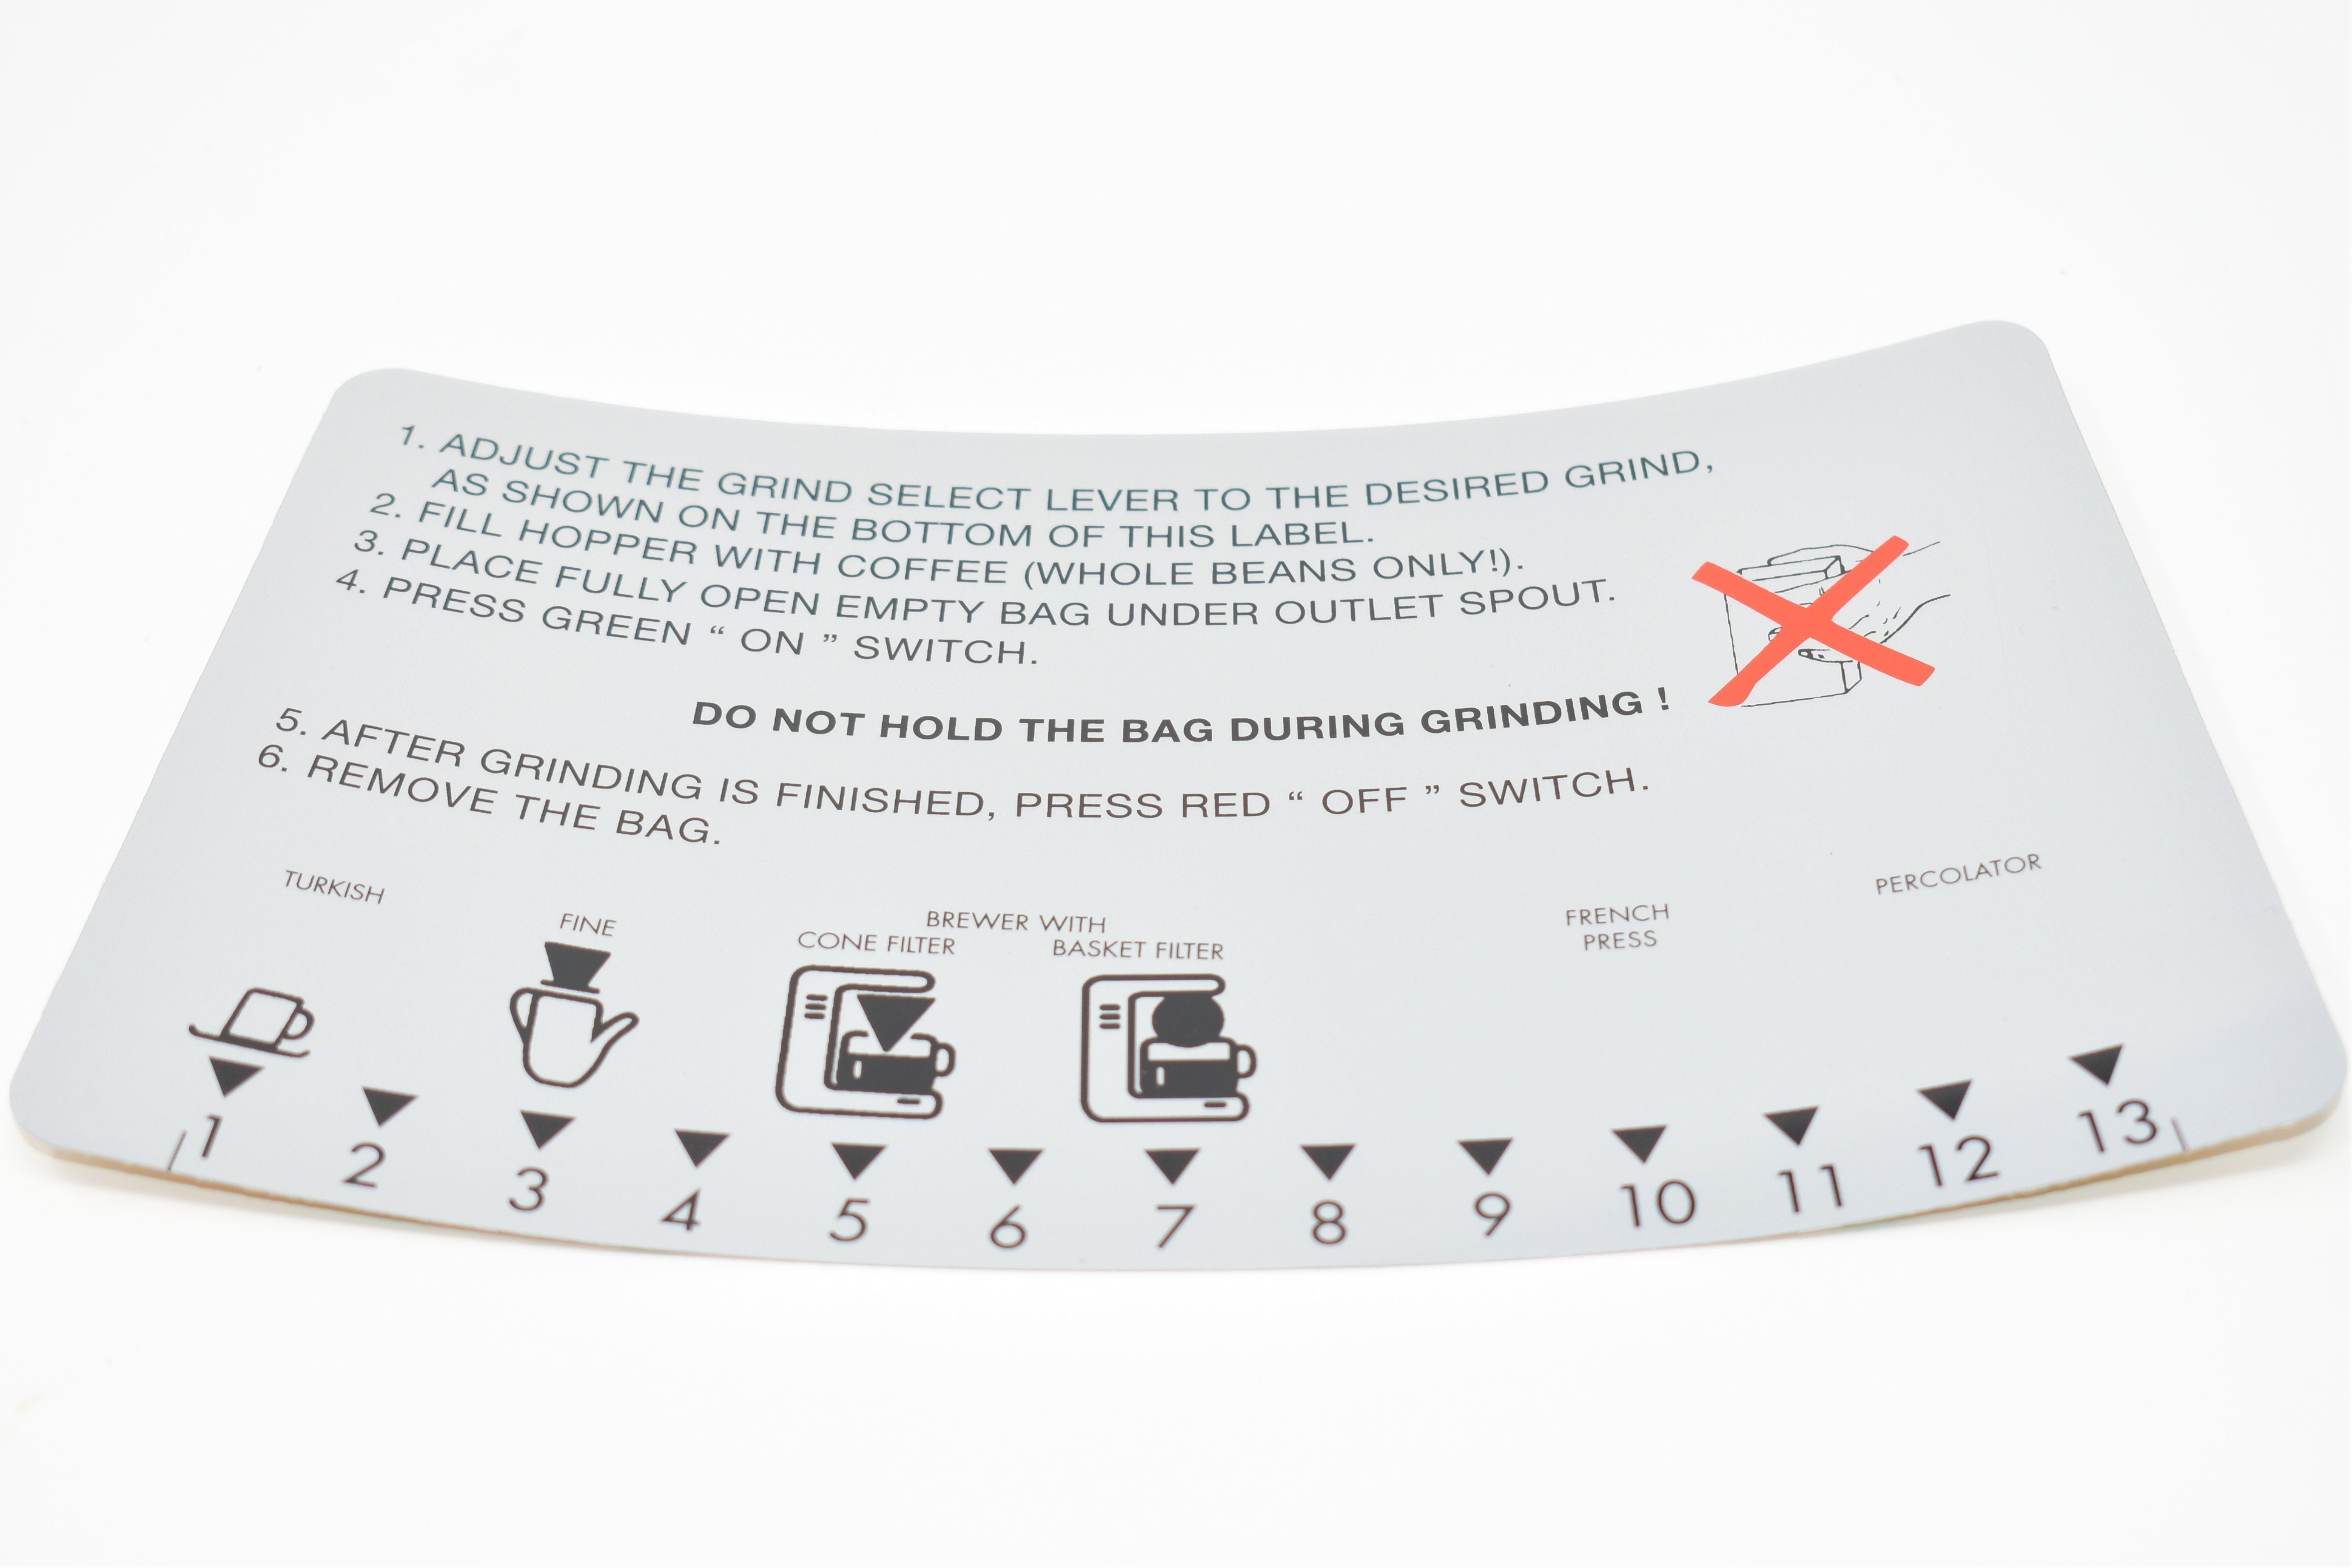 1. ADJUST THE GRIND SELECT LEVER TO THE DESIRED GRIND,
AS SHOWN ON THE BOTTOM OF THIS LABEL.
2. FILL HOPPER WITH COFFEE (WHOLE BEANS ONLY!).
3. PLACE FULLY OPEN EMPTY BAG UNDER OUTLET SPOUT.
4. PRESS GREEN “ ON ” SWITCH.
DO NOT HOLD THE BAG DURING GRINDING !
5. AFTER GRINDING IS FINISHED, PRESS RED “ OFF ” SWITCH.
6. REMOVE THE BAG.
TURKISH
FINE
BREWER WITH
CONE FILTER BASKET FILTER
FRENCH
PRESS
PERCOLATOR
1 2 3 4 5 6 7 8 9 10 11 12 13